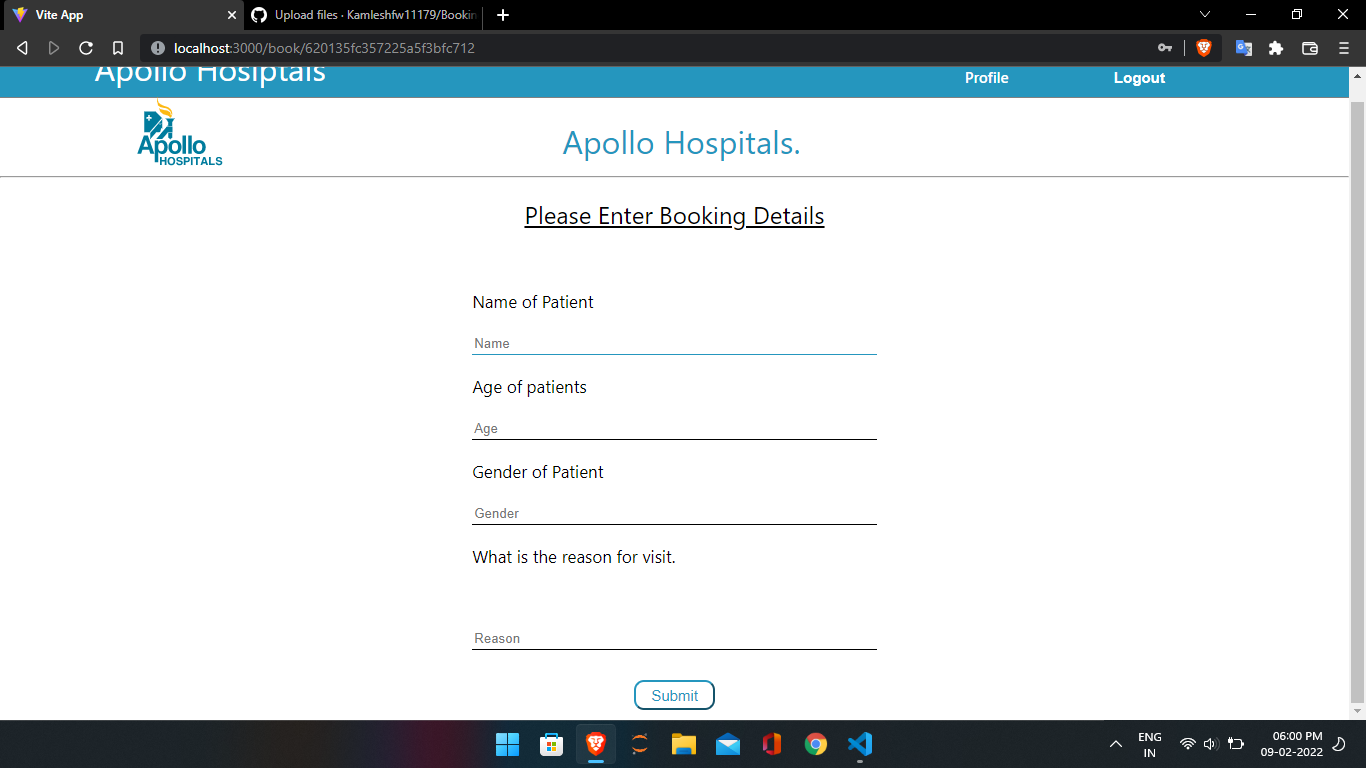 Vite App
Upload files · Kamleshfw11179/Bookin
localhost:3000/book/620135fc357225a5f3bfc712
Apollo Hosiptals
Profile
Logout
Apollo
HOSPITALS
Apollo Hospitals.
Please Enter Booking Details
Name of Patient
Name
Age of patients
Age
Gender of Patient
Gender
What is the reason for visit.
Reason
Submit
ENG
IN
06:00 PM
09-02-2022